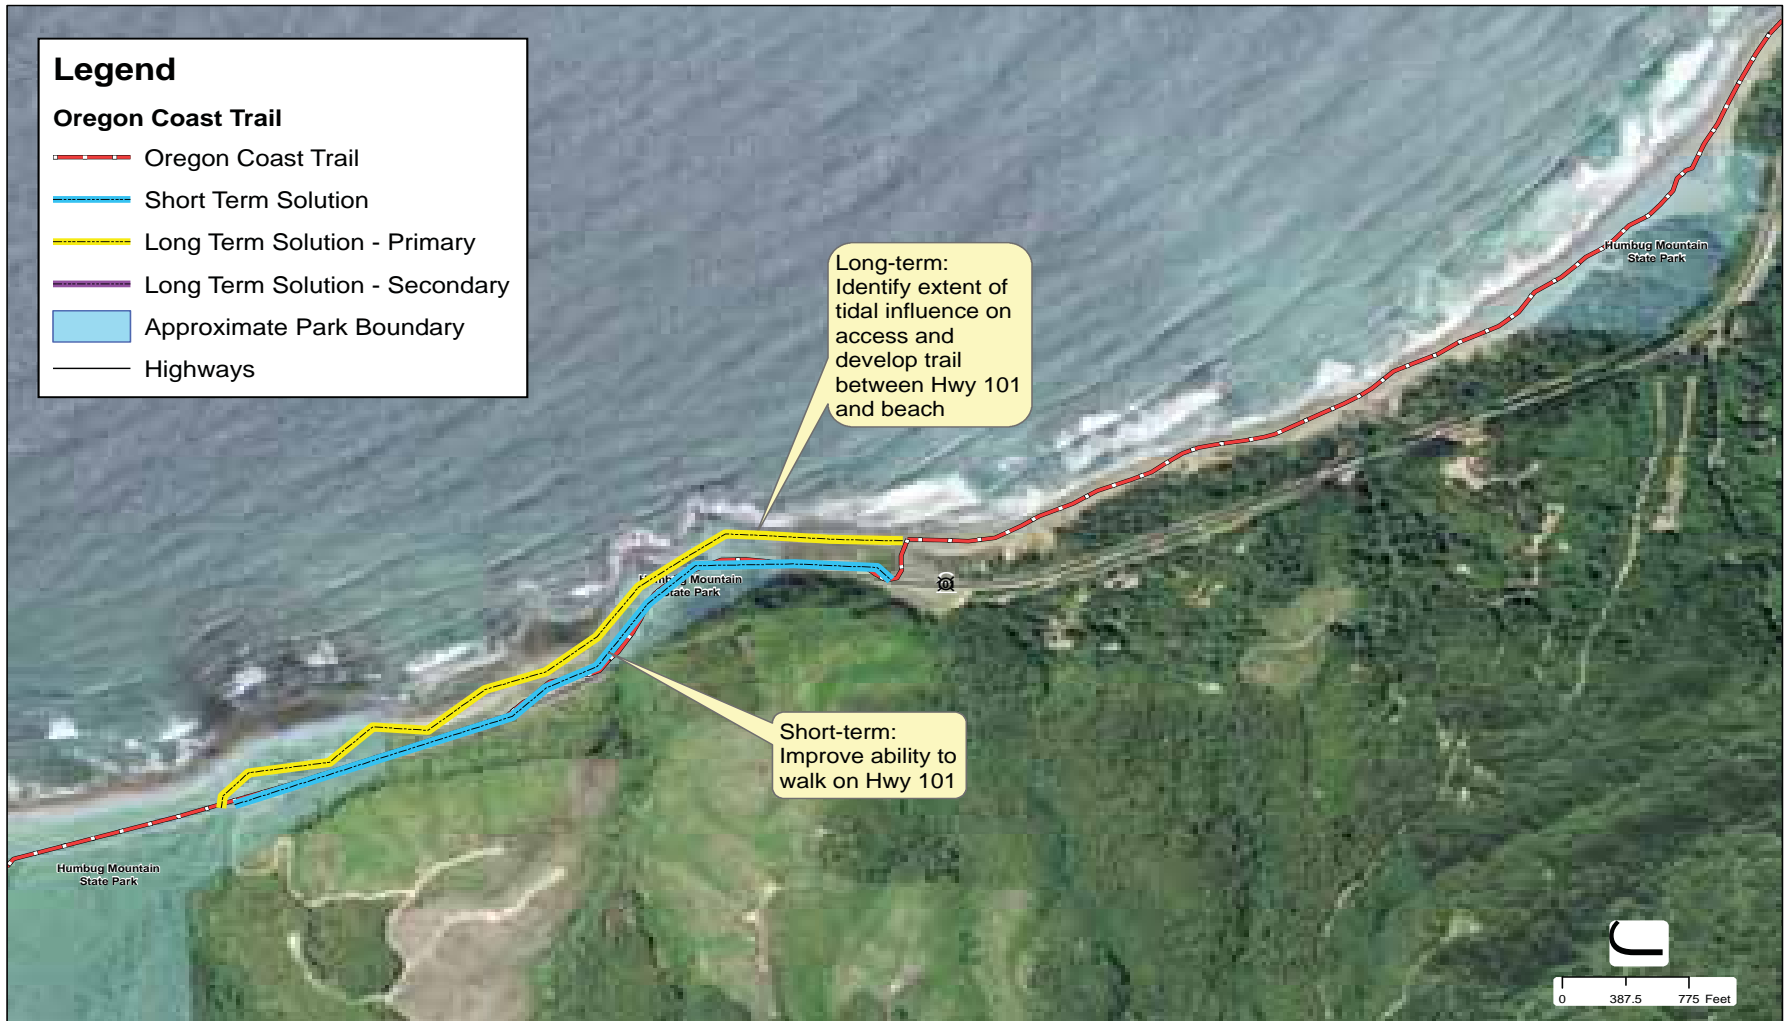 Legend
Oregon Coast Trail
Oregon Coast Trail
Short Term Solution
Long Term Solution - Primary
Long Term Solution - Secondary
Approximate Park Boundary
Highways
Long-term:
Identify extent of
tidal influence on
access and
develop trail
between Hwy 101
and beach
Humbug Mountain
State Park
Humbug Mountain
State Park
Short-term:
Improve ability to
walk on Hwy 101
Humbug Mountain
State Park
0 387.5 775 Feet